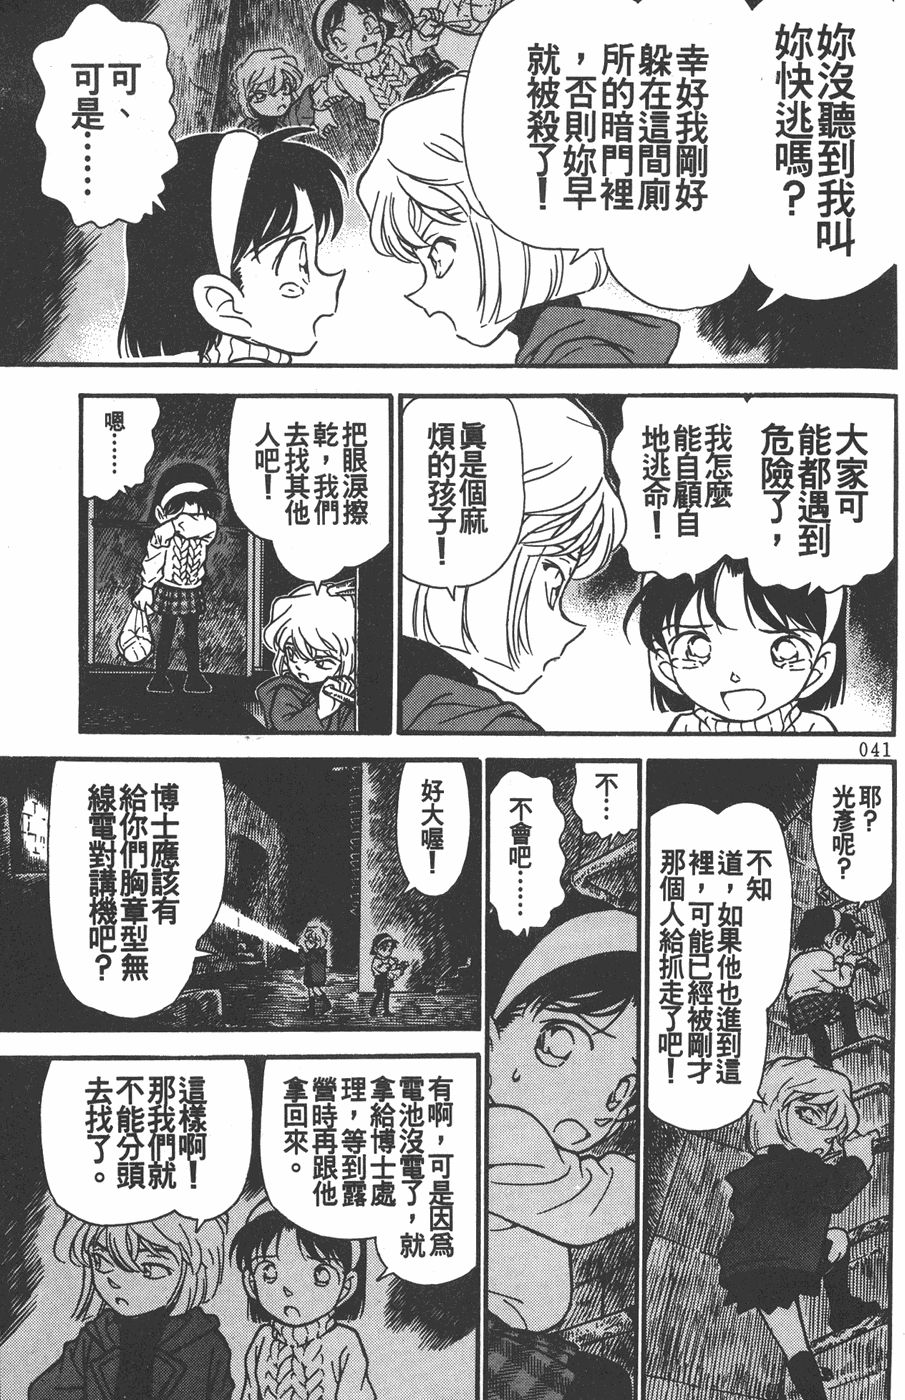 妳沒聽到我叫
妳快逃嗎？
幸好我剛好
躲在這間廁
所的暗門裡
，否則妳早
就被殺了！
可、
可是……
大家可
能都遇到
危險了，
我怎麼
能自顧自
地逃命！
真是個麻
煩的孩子！
把眼淚擦
乾，我們
去找其他
人吧！
嗯……
041
耶？
光彥呢？
不知
道，如果他也進到這
裡，可能已經被剛才
那個人給抓走了吧！
不…
不會吧……
好大喔！
博士應該有
給你們胸章型無
線電對講機吧？
有啊，可是因為
電池沒電了，就
拿給博士處
理，等到露
營時再跟他
拿回來。
這樣啊！
那我們就
不能分頭
去找了。